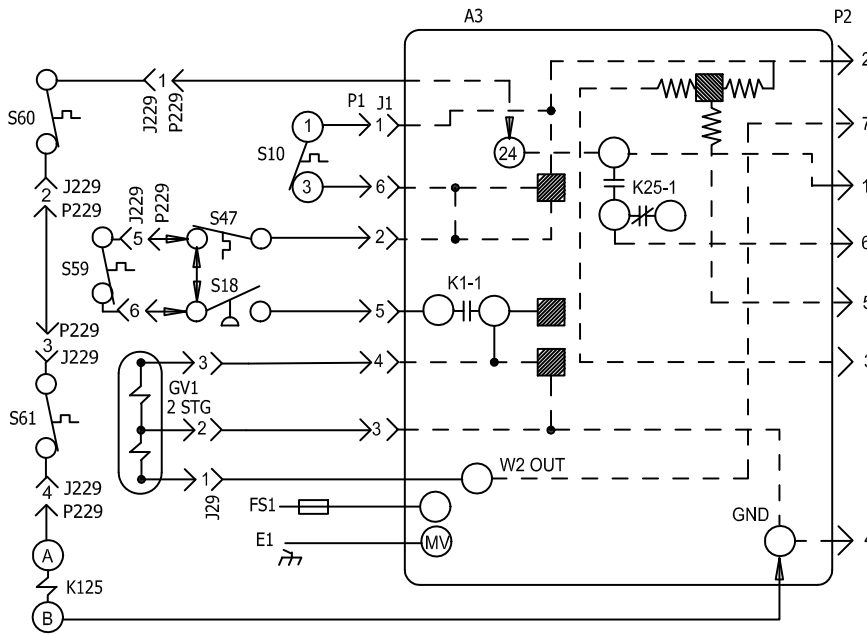 A3
P2
S60
1
J229
P229
P1 J1
2
S10
1
1
24
7
3
6
K25-1
1
2
J229
P229
J229
P229
5
S47
2
6
S59
S18
6
K1-1
5
5
P229
3
J229
GV1
2 STG
3
4
3
S61
2
3
4
J229
P229
1
J29
W2 OUT
FS1
E1
MV
GND
4
A
K125
B